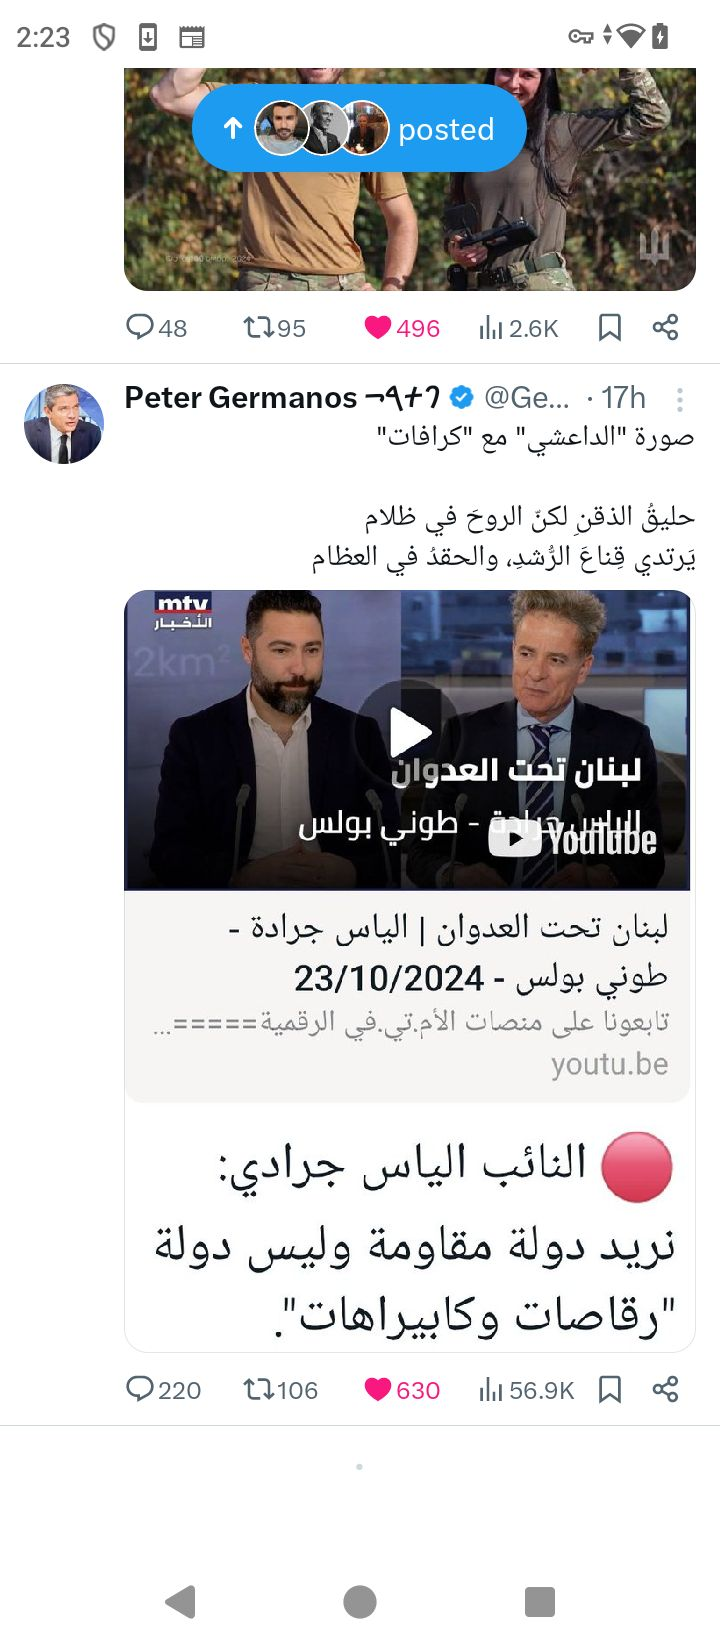 2:23
posted
48 95 496 2.6K
Peter Germanos @Ge... · 17h
صورة "الداعشي" مع "كرافات"
حليقُ الذقنِ لكنّ الروحَ في ظلام
يَرتدي قِناعَ الرُّشدِ، والحقدُ في العظام
mtv
الأخبار
2km²
لبنان تحت العدوان
الياس جرادة - طوني بولس
YouTube
لبنان تحت العدوان | الياس جرادة -
طوني بولس - 23/10/2024
تابعونا على منصات الأم.تي.في الرقمية=====...
youtu.be
النائب الياس جرادي:
نريد دولة مقاومة وليس دولة
"رقاصات وكابيراهات".
220 106 630 56.9K